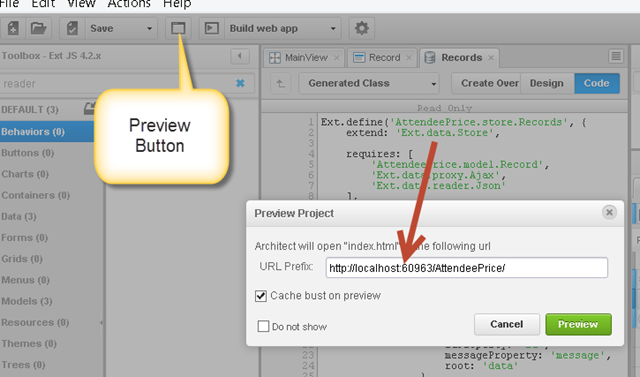 File Edit View Actions Help
Save
Build web app
Toolbox - Ext JS 4.2.x
reader
DEFAULT (3)
Behaviors (0)
Buttons (0)
Charts (0)
Containers (0)
Data (3)
Forms (0)
Grids (0)
Menus (0)
Models (3)
Resources (0)
Themes (0)
Trees (0)
Preview
Button
MainView
Record
Records
Generated Class
Create Over
Design
Code
Read Only
1 Ext.define('AttendeePrice.store.Records', {
2 extend: 'Ext.data.Store',
3
4 requires: [
5 'AttendeePrice.model.Record',
6 'Ext.data.proxy.Ajax',
7 'Ext.data.reader.Json'
8 ],
Preview Project
Architect will open "index.html" the following url
URL Prefix: http://localhost:60963/AttendeePrice/
Cache bust on preview
Do not show
Cancel
Preview
messageProperty: 'message',
25 root: 'data'